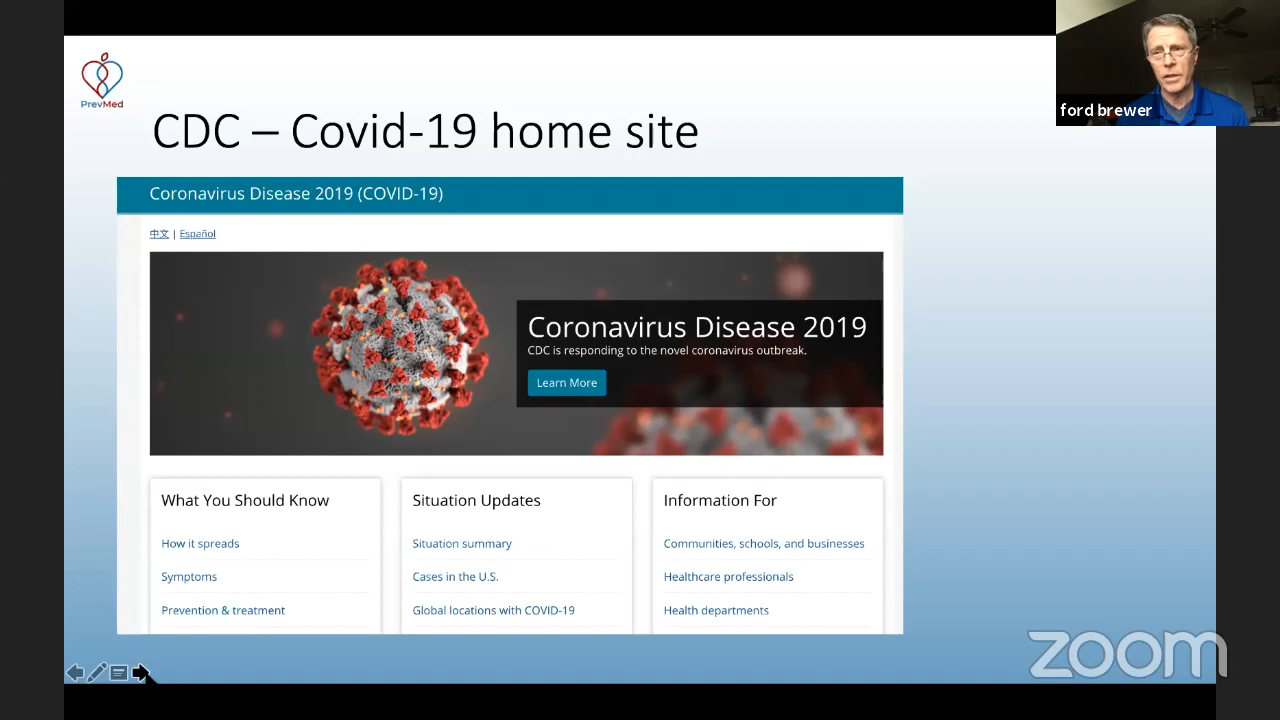 PrevMed
CDC – Covid-19 home site
ford brewer
Coronavirus Disease 2019 (COVID-19)
中文 | Español
Coronavirus Disease 2019
CDC is responding to the novel coronavirus outbreak.
Learn More
What You Should Know
How it spreads
Symptoms
Prevention & treatment
Situation Updates
Situation summary
Cases in the U.S.
Global locations with COVID-19
Information For
Communities, schools, and businesses
Healthcare professionals
Health departments
zoom